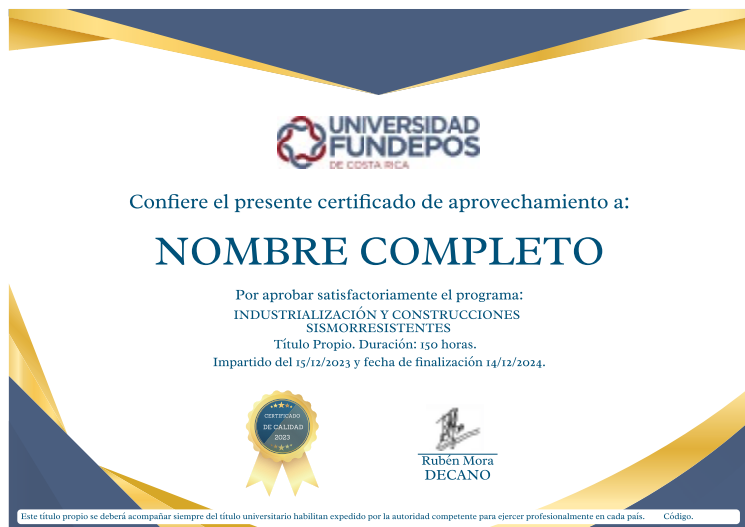 UNIVERSIDAD
FUNDEPOS
DE COSTA RICA
Confiere el presente certificado de aprovechamiento a:
NOMBRE COMPLETO
Por aprobar satisfactoriamente el programa:
INDUSTRIALIZACIÓN Y CONSTRUCCIONES
SISMORRESISTENTES
Título Propio. Duración: 150 horas.
Impartido del 15/12/2023 y fecha de finalización 14/12/2024.
CERTIFICADO
DE CALIDAD
2023
Rubén Mora
DECANO
Este título propio se deberá acompañar siempre del título universitario habilitan expedido por la autoridad competente para ejercer profesionalmente en cada país. Código.